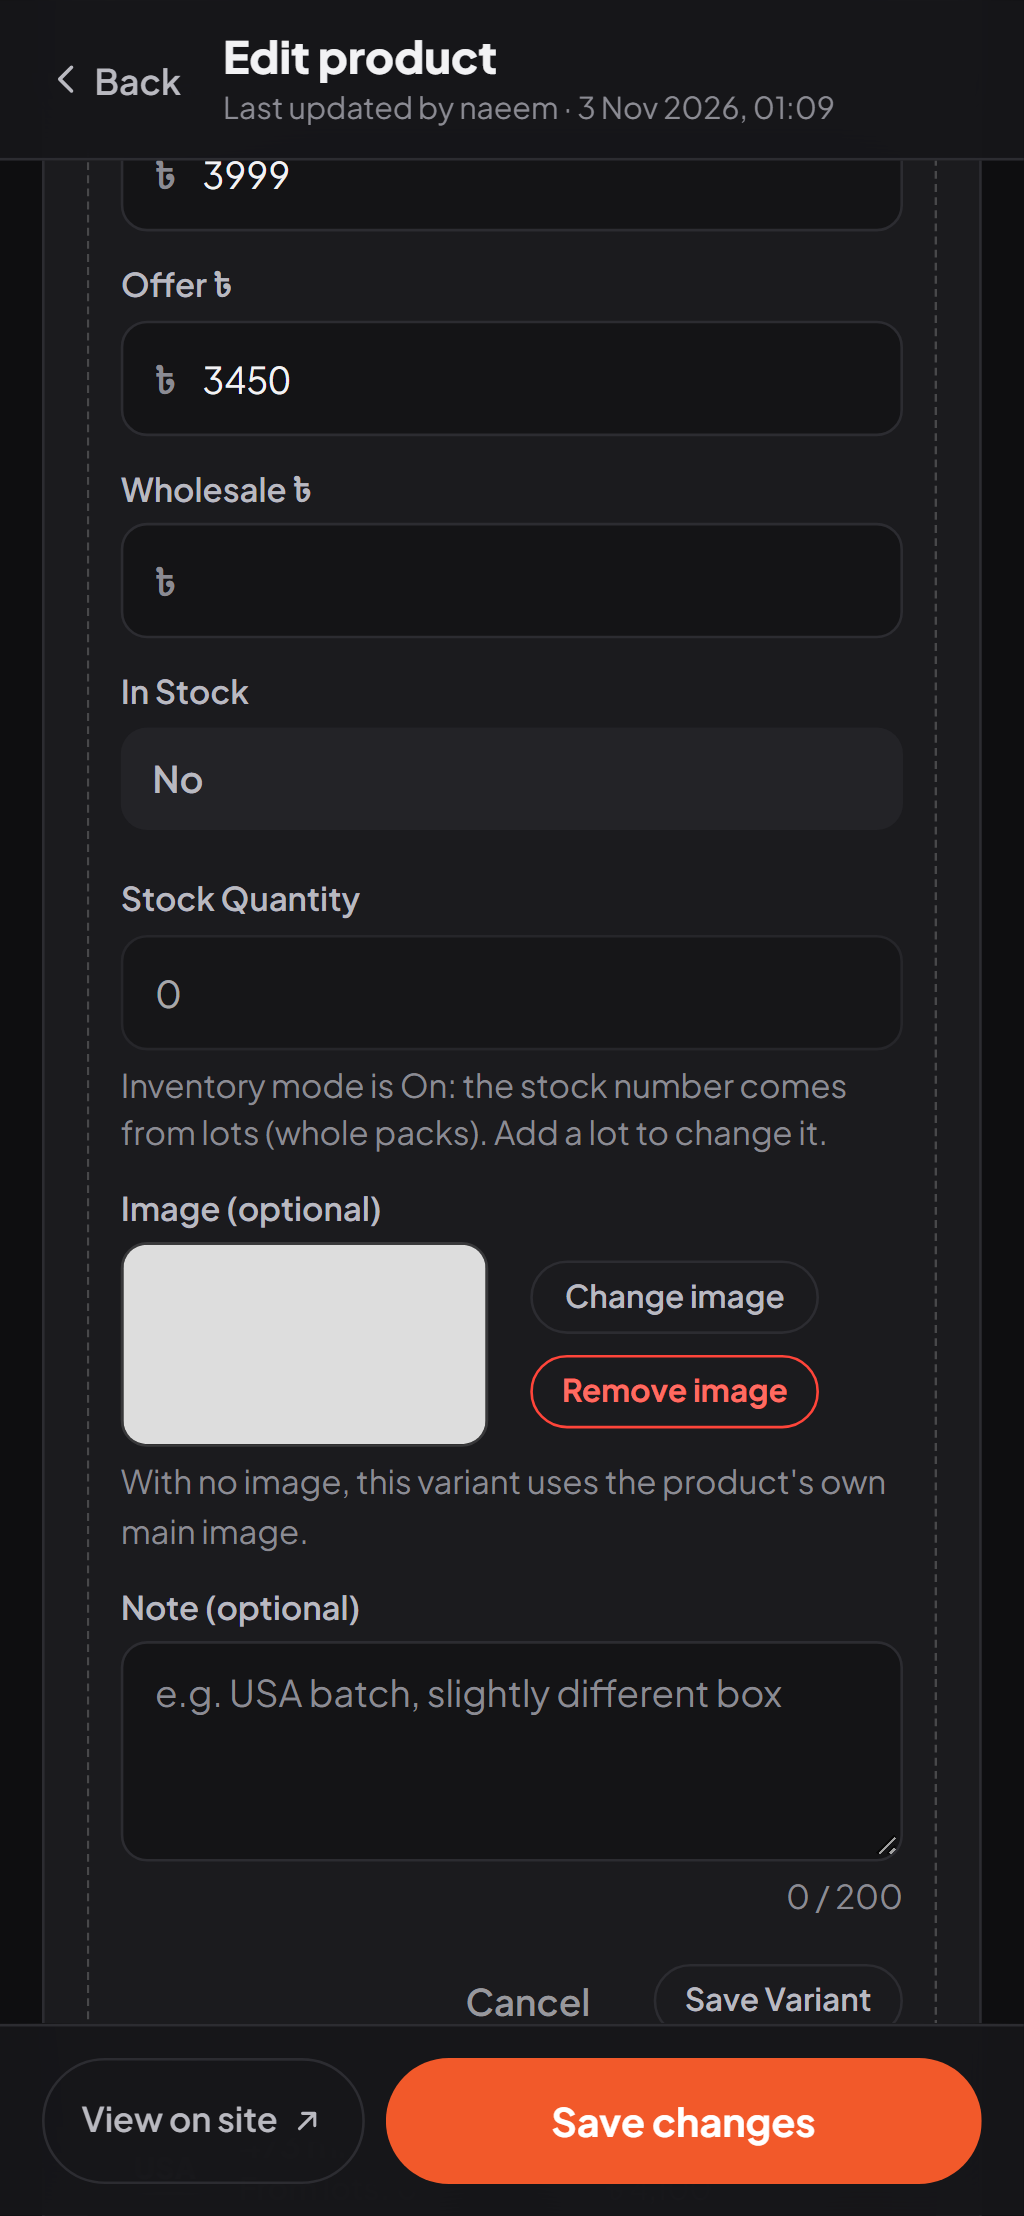 Back
Edit product
Last updated by naeem · 3 Nov 2026, 01:09
৳ 3999
Offer ৳
৳ 3450
Wholesale ৳
৳
In Stock
No
Stock Quantity
0
Inventory mode is On: the stock number comes
from lots (whole packs). Add a lot to change it.
Image (optional)
Change image
Remove image
With no image, this variant uses the product's own
main image.
Note (optional)
e.g. USA batch, slightly different box
0 / 200
Cancel
Save Variant
View on site ↗
Save changes